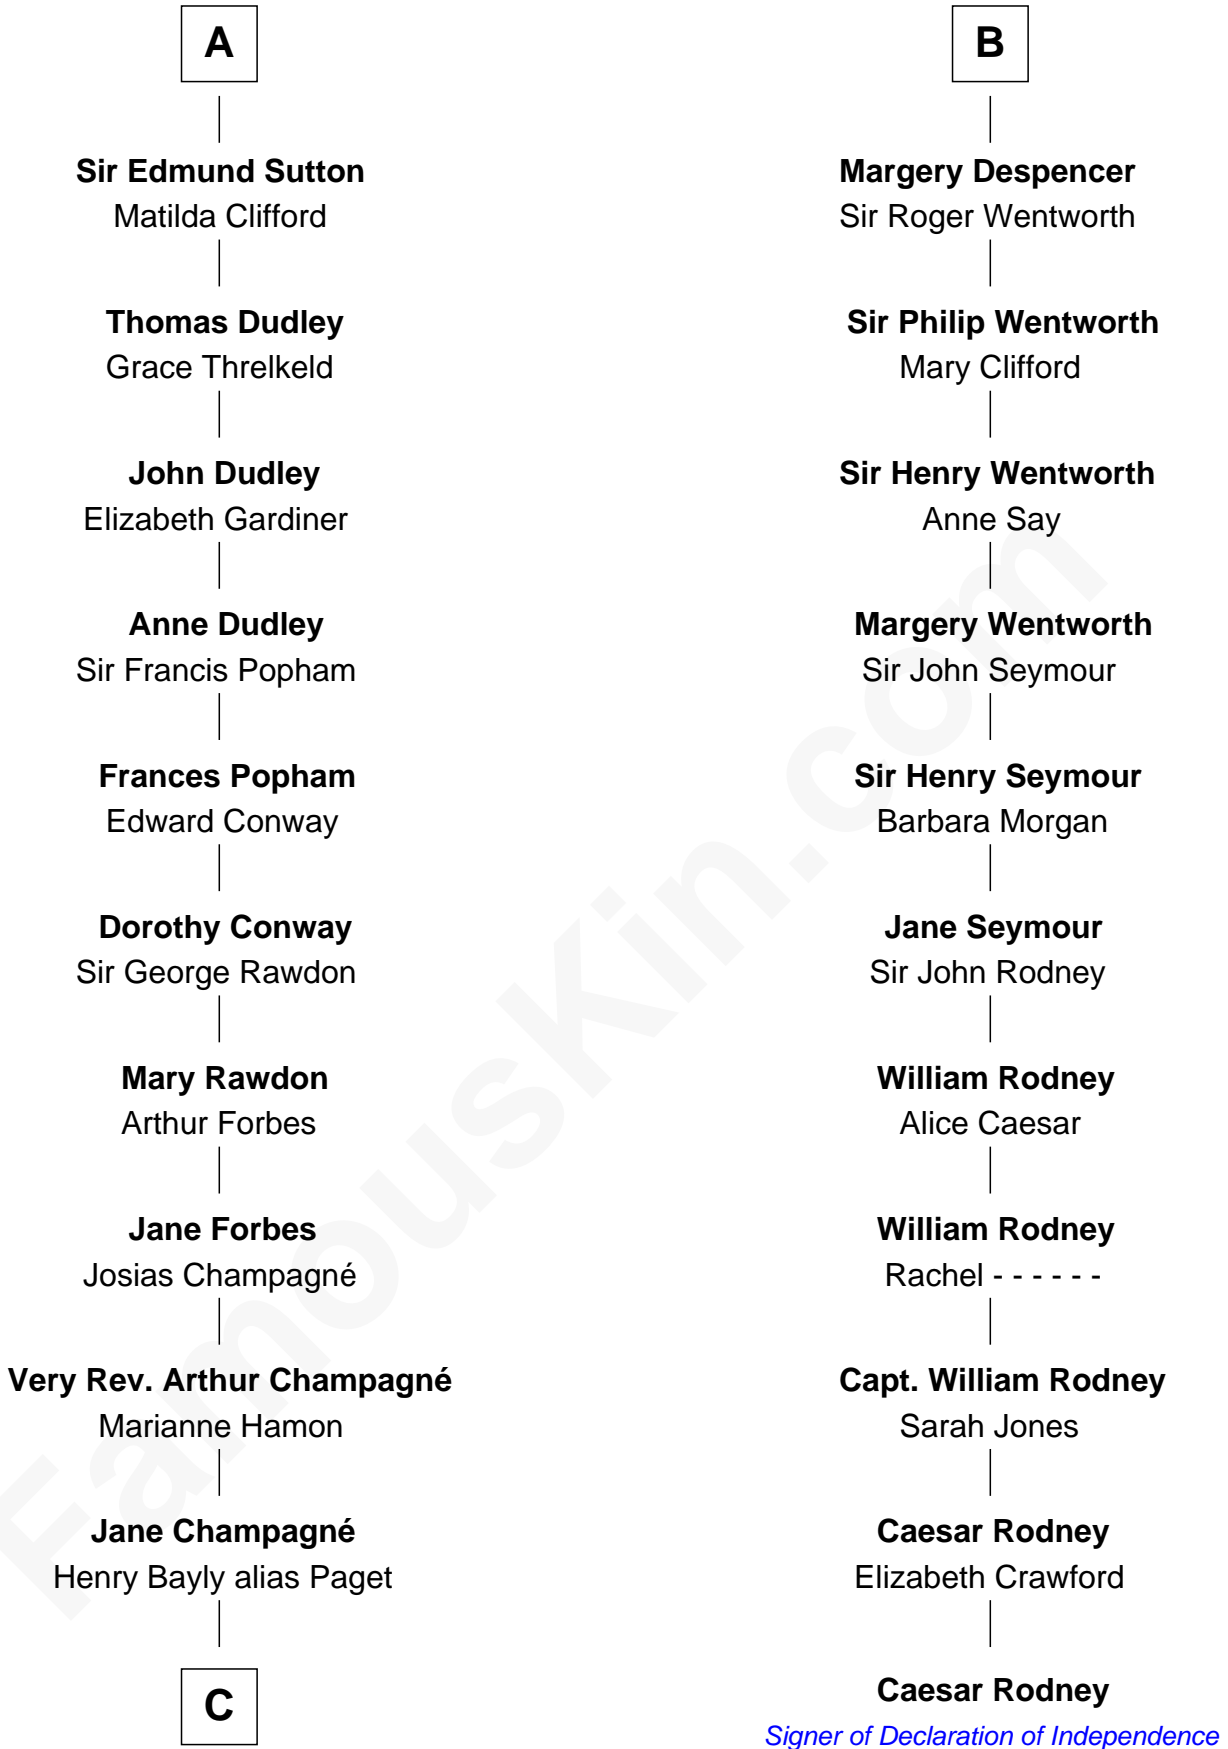 A
Sir Edmund Sutton
Matilda Clifford
Thomas Dudley
Grace Threlkeld
John Dudley
Elizabeth Gardiner
Anne Dudley
Sir Francis Popham
Frances Popham
Edward Conway
Dorothy Conway
Sir George Rawdon
Mary Rawdon
Arthur Forbes
Jane Forbes
Josias Champagné
Very Rev. Arthur Champagné
Marianne Hamon
Jane Champagné
Henry Bayly alias Paget
C
B
Margery Despencer
Sir Roger Wentworth
Sir Philip Wentworth
Mary Clifford
Sir Henry Wentworth
Anne Say
Margery Wentworth
Sir John Seymour
Sir Henry Seymour
Barbara Morgan
Jane Seymour
Sir John Rodney
William Rodney
Alice Caesar
William Rodney
Rachel - - - - - -
Capt. William Rodney
Sarah Jones
Caesar Rodney
Elizabeth Crawford
Caesar Rodney
Signer of Declaration of Independence
FamousKin.com